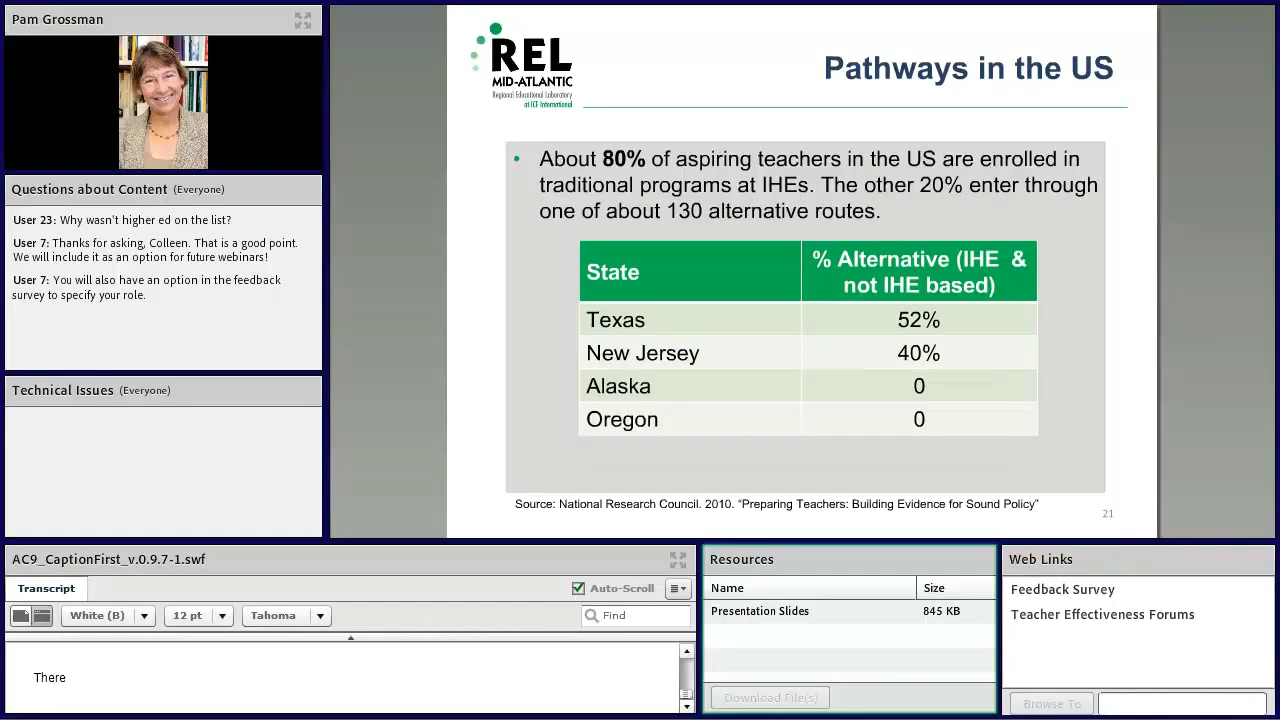 Pam Grossman
Questions about Content (Everyone)
User 23: Why wasn't higher ed on the list?
User 7: Thanks for asking, Colleen. That is a good point.
We will include it as an option for future webinars!
User 7: You will also have an option in the feedback
survey to specify your role.
Technical Issues (Everyone)
REL
MID-ATLANTIC
Regional Educational Laboratory
at ICF International
Pathways in the US
• About 80% of aspiring teachers in the US are enrolled in
traditional programs at IHEs. The other 20% enter through
one of about 130 alternative routes.
State % Alternative (IHE &
not IHE based)
Texas 52%
New Jersey 40%
Alaska 0
Oregon 0
Source: National Research Council. 2010. “Preparing Teachers: Building Evidence for Sound Policy”
21
AC9_CaptionFirst_v.0.9.7-1.swf
Transcript
Auto-Scroll
White (B) 12 pt Tahoma Find
There
Resources
Name Size
Presentation Slides 845 KB
Download File(s)
Web Links
Feedback Survey
Teacher Effectiveness Forums
Browse To